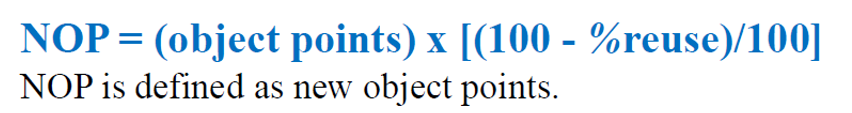 NOP = (object points) x [(100 - %reuse)/100]
NOP is defined as new object points.